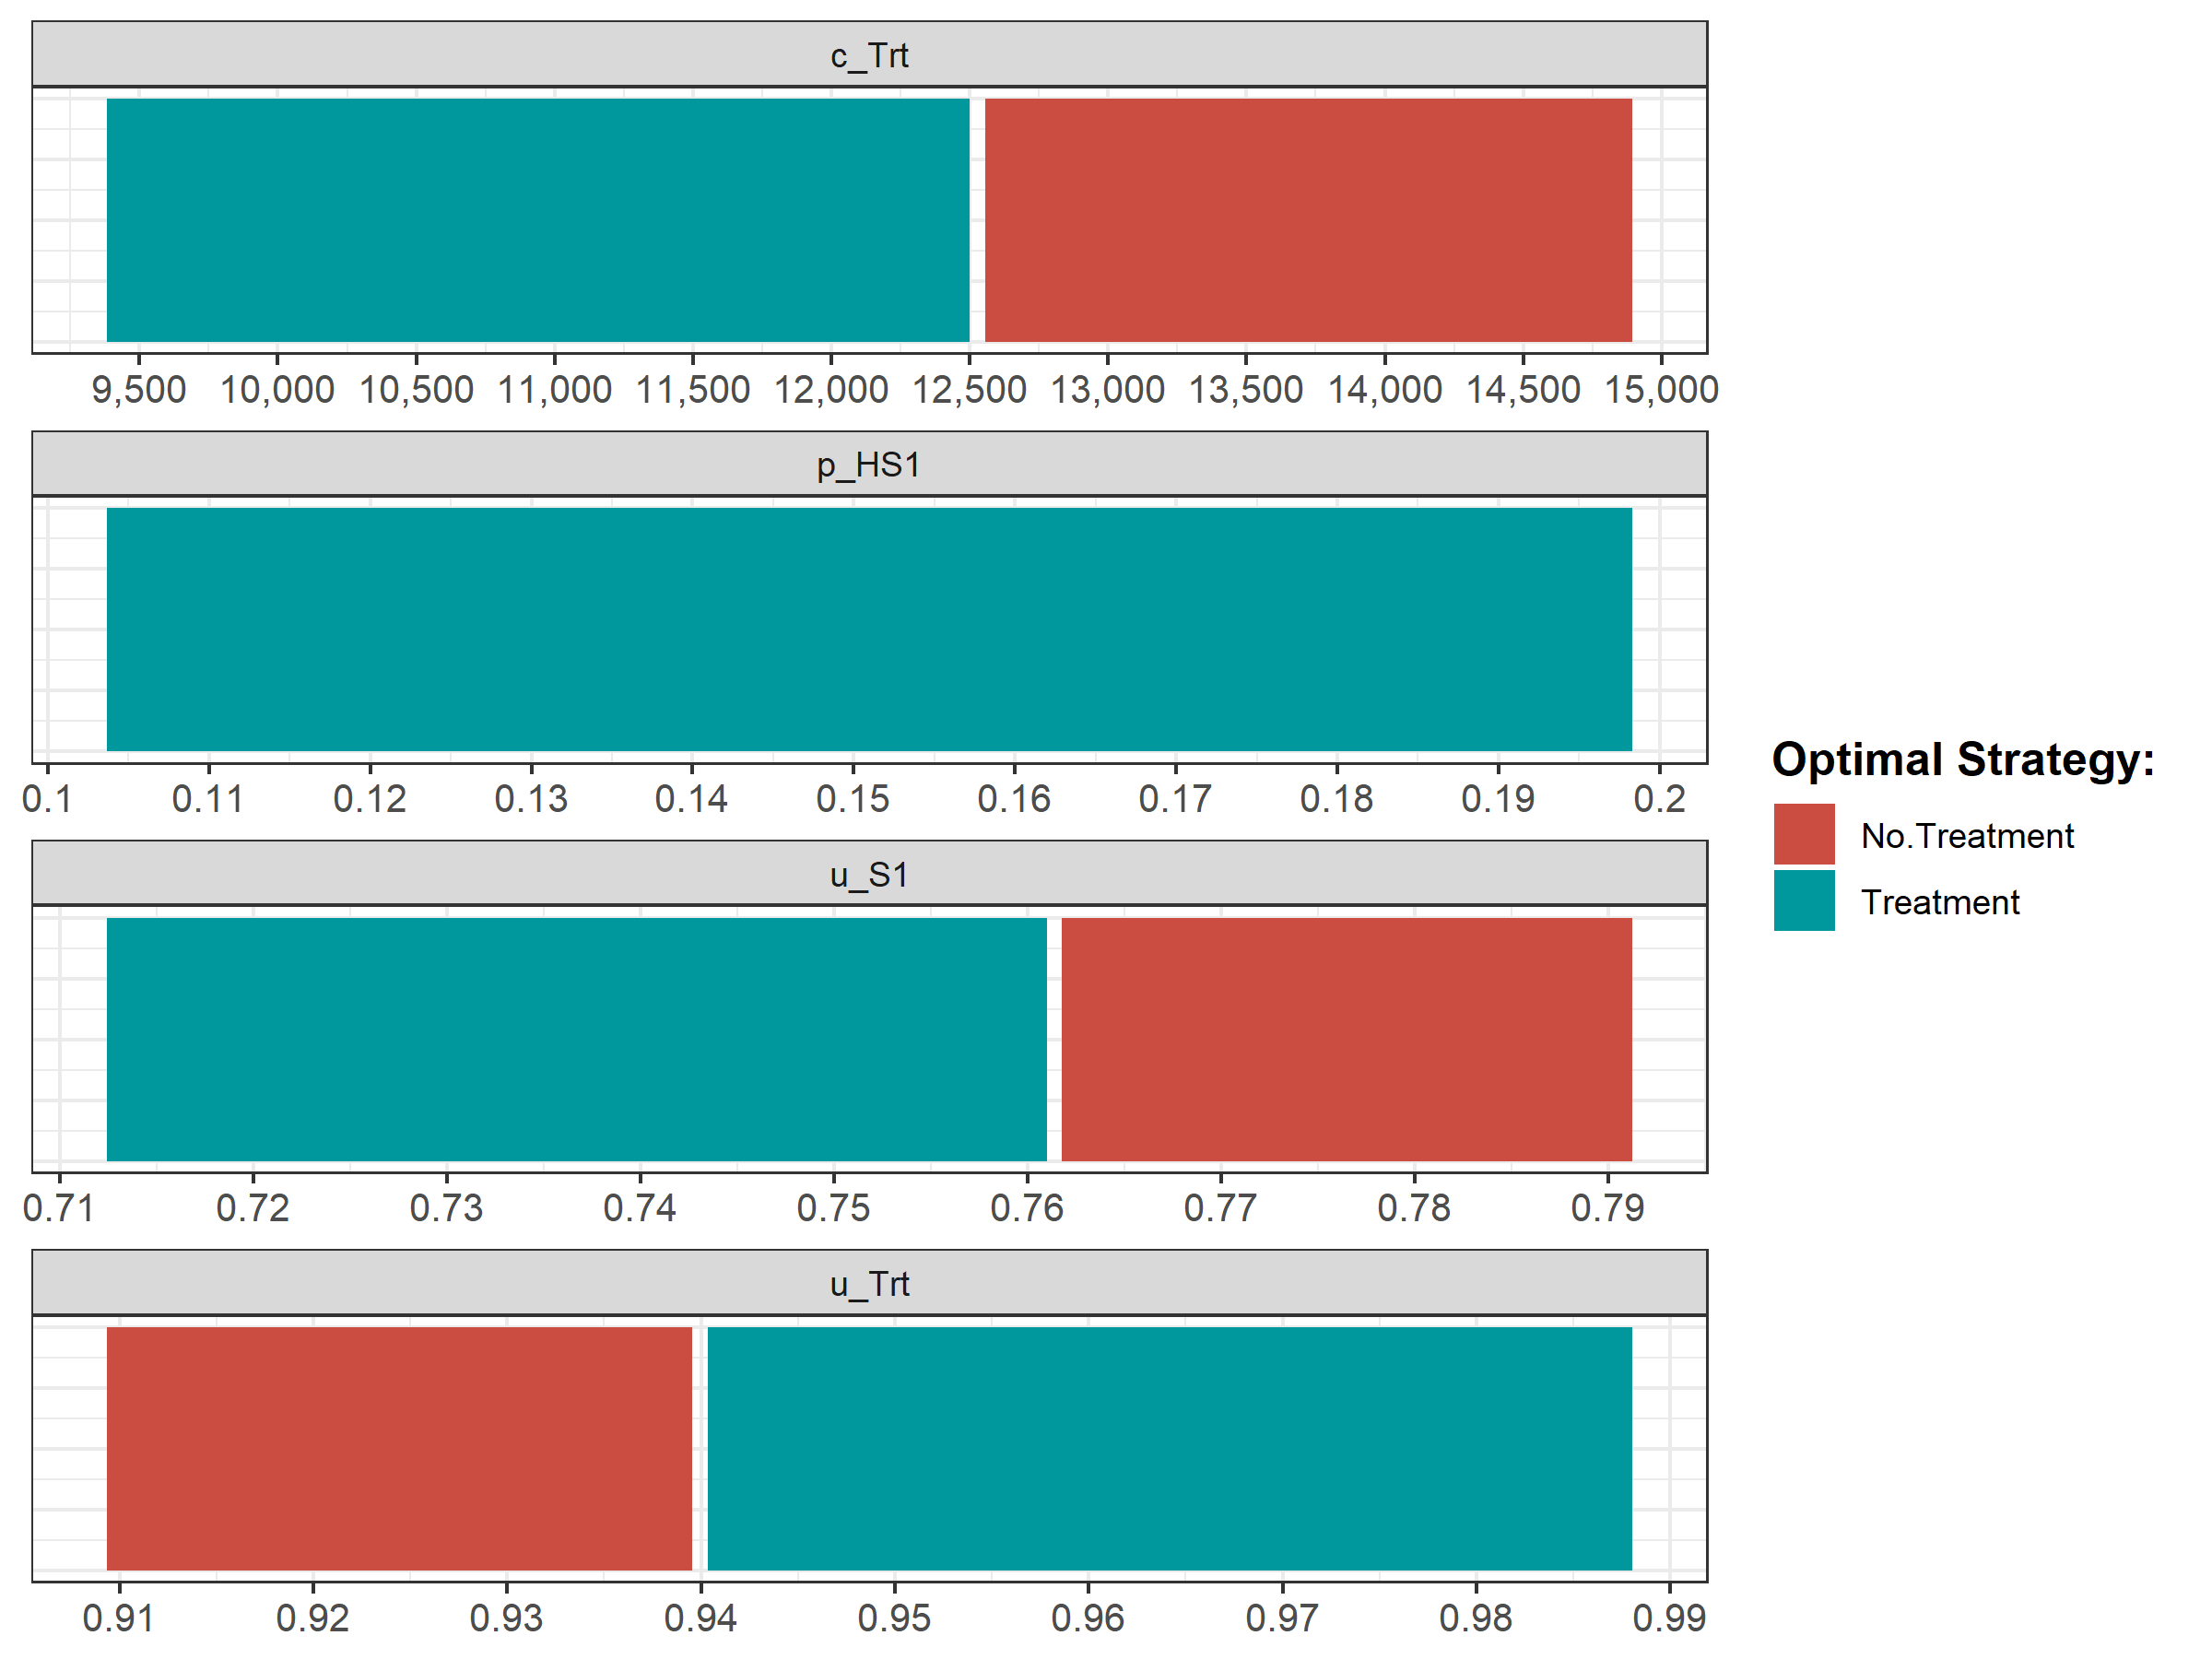 c_Trt
9,500 10,000 10,500 11,000 11,500 12,000 12,500 13,000 13,500 14,000 14,500 15,000
p_HS1
0.1 0.11 0.12 0.13 0.14 0.15 0.16 0.17 0.18 0.19 0.2
u_S1
0.71 0.72 0.73 0.74 0.75 0.76 0.77 0.78 0.79
u_Trt
0.91 0.92 0.93 0.94 0.95 0.96 0.97 0.98 0.99
Optimal Strategy:
No.Treatment
Treatment